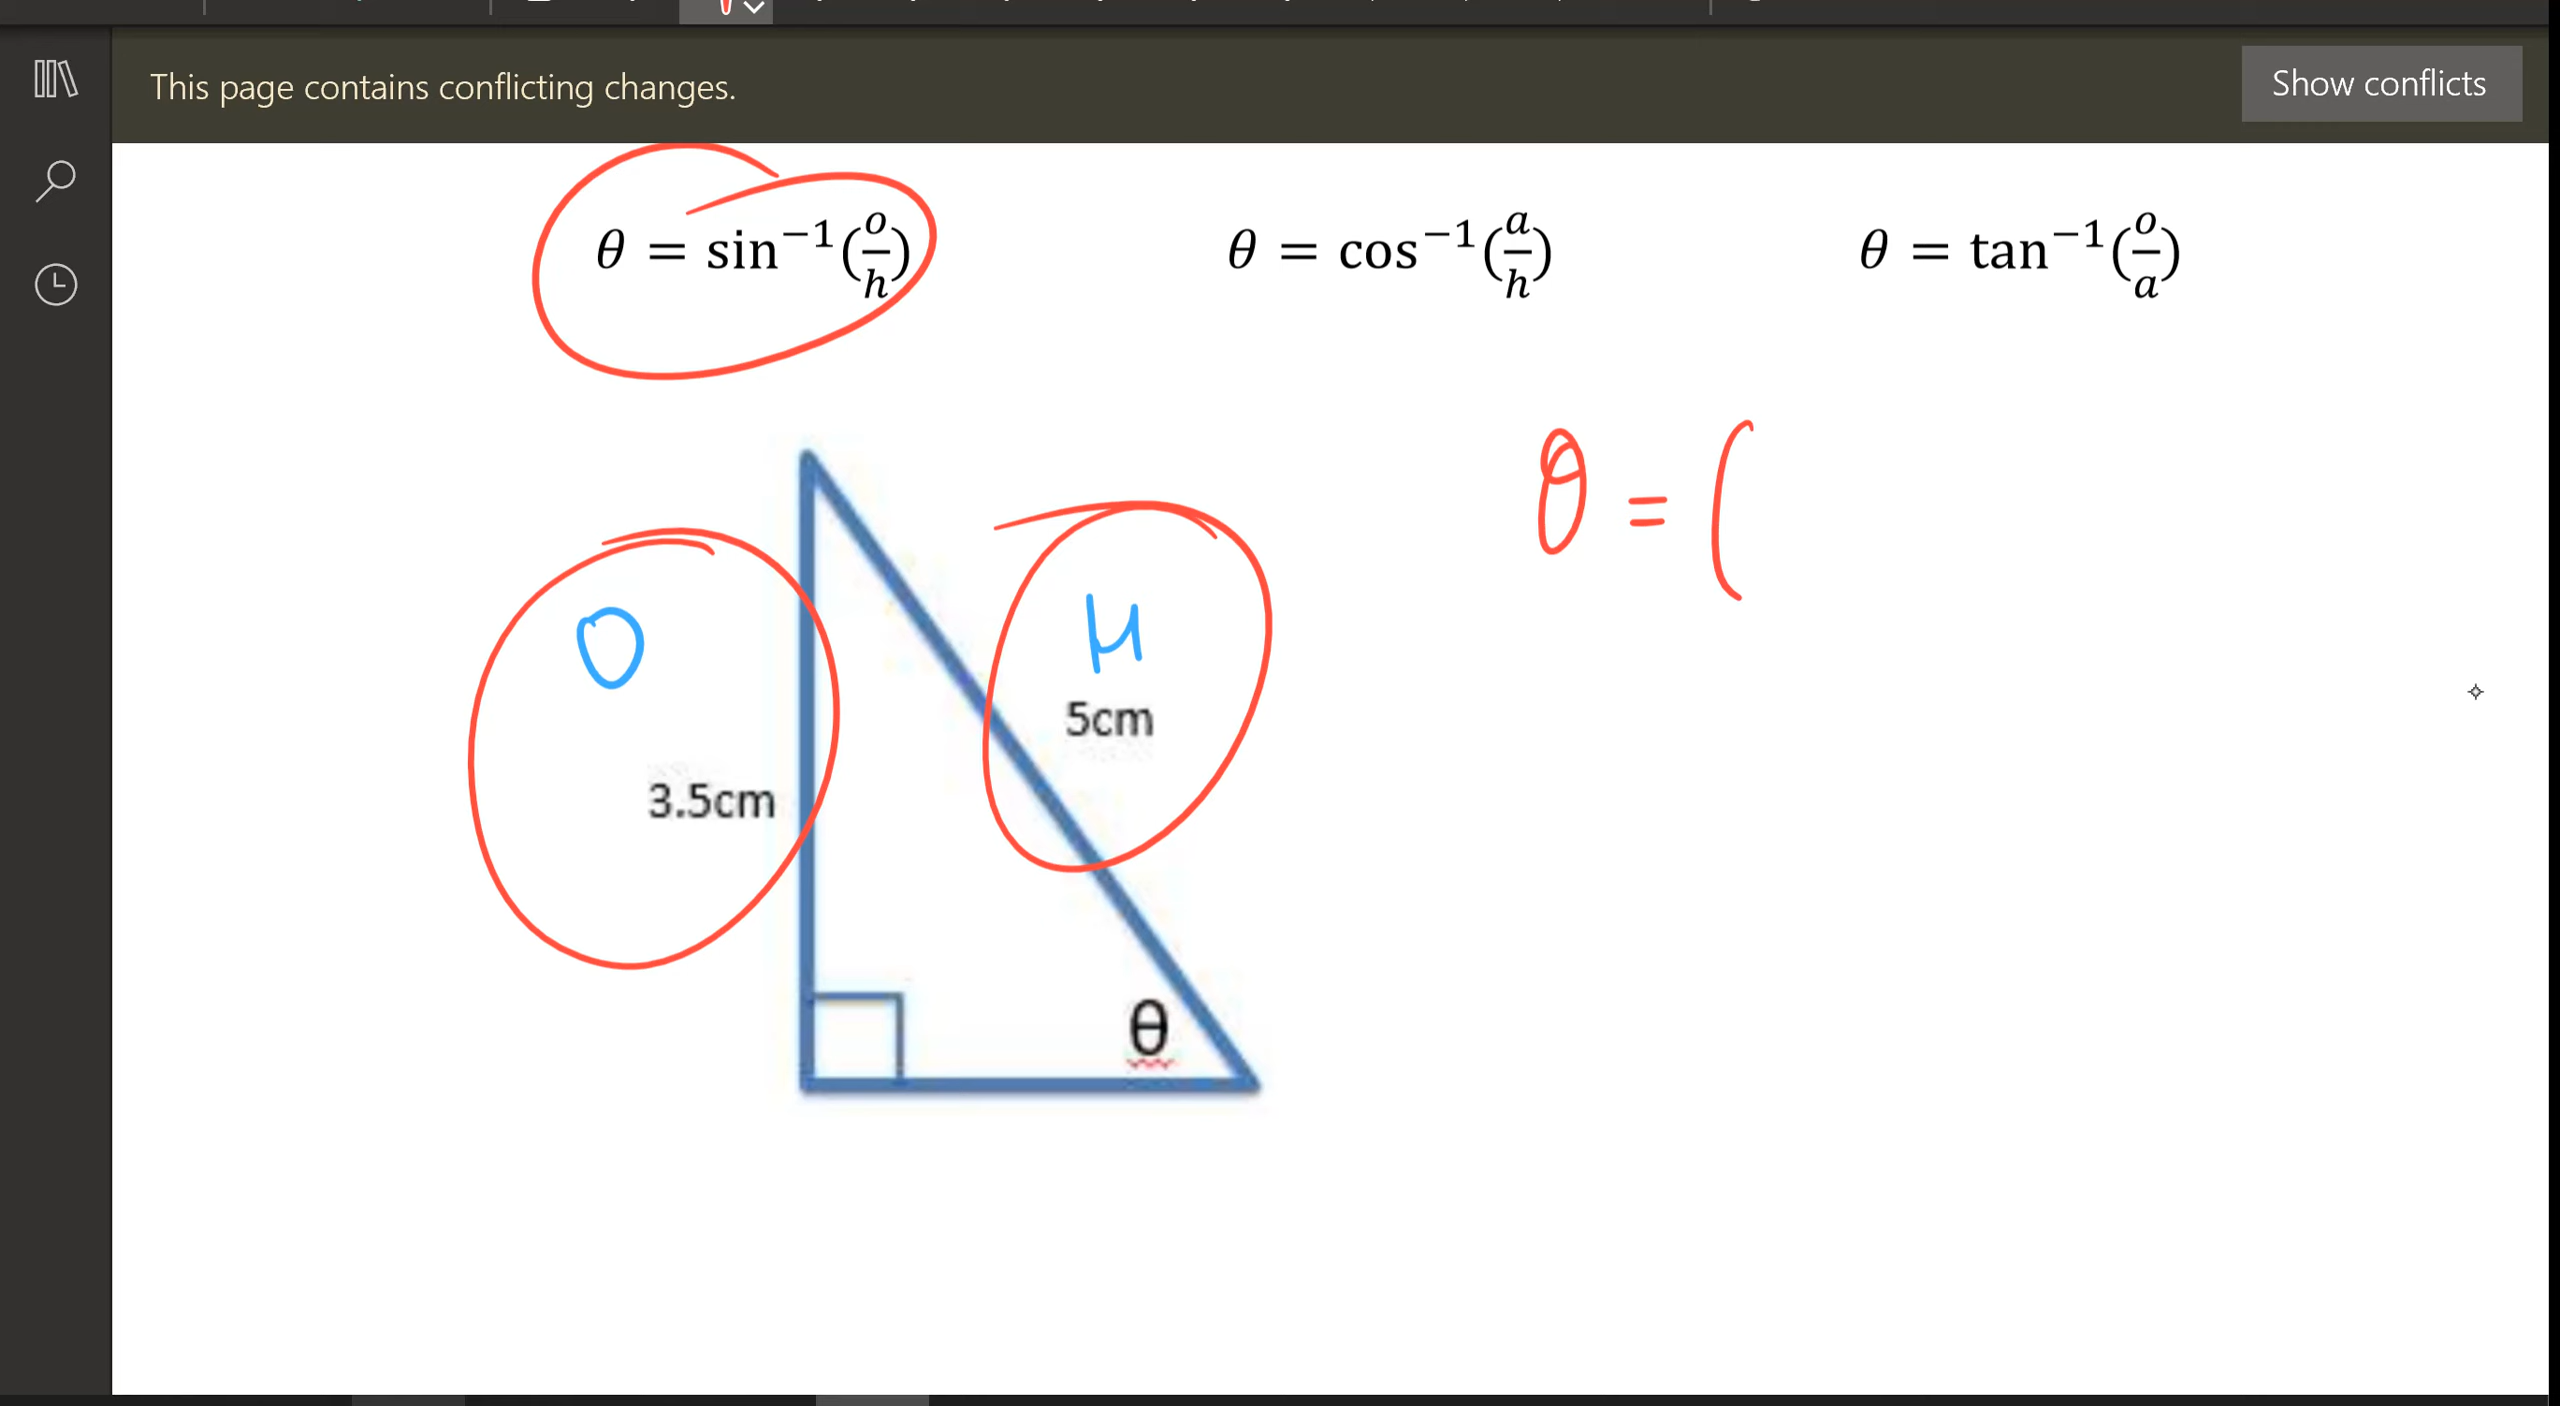 This page contains conflicting changes.
Show conflicts
θ = sin⁻¹(o/h)
θ = cos⁻¹(a/h)
θ = tan⁻¹(o/a)
θ = (
O
H
5cm
3.5cm
θ